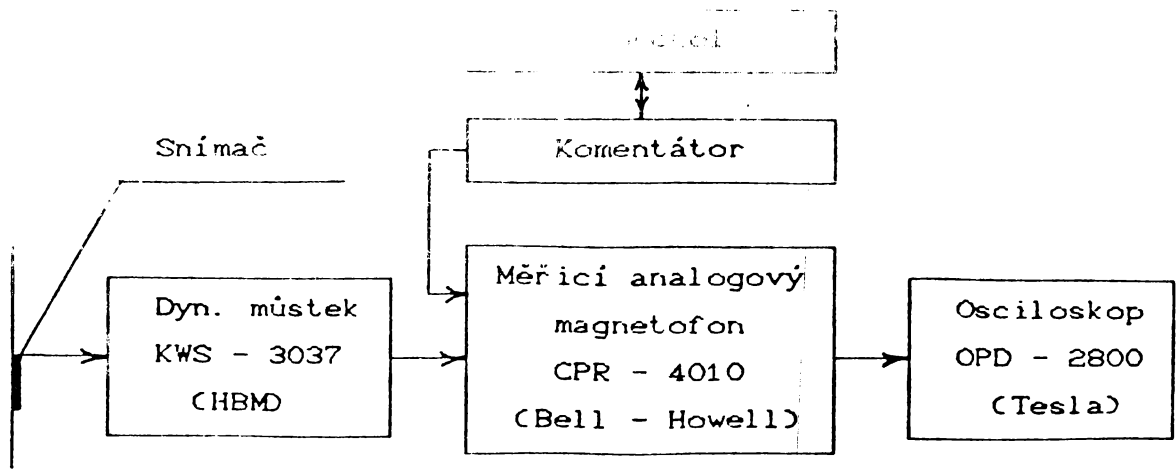 Komentátor
Snímač
Dyn. můstek
KWS - 3037
(HBM)
Měřicí analogový
magnetofon
CPR - 4010
(Bell - Howell)
Osciloskop
OPD - 2800
(Tesla)